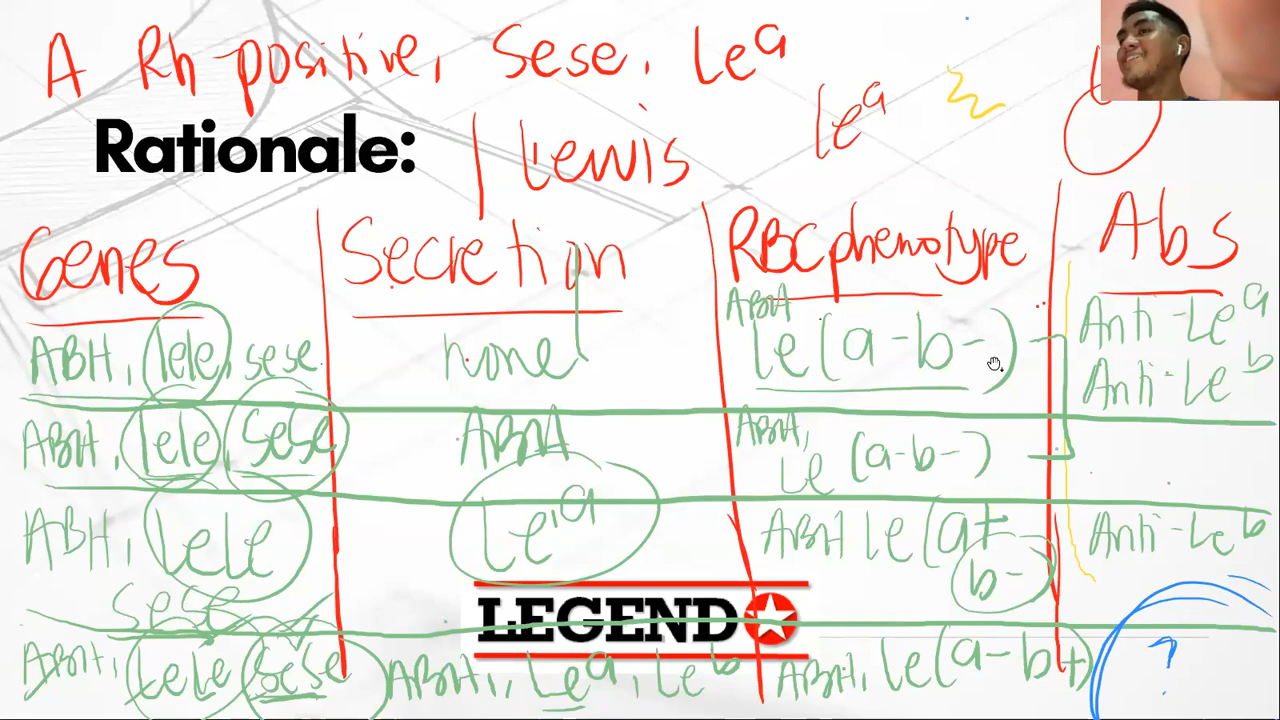 A Rh-positive, Sese, Le^a
Le^a
Rationale:
Lewis
Genes Secretion RBC phenotype Abs
ABH, lele, sese none ABH Le(a-b-) Anti-Le^a
Anti-Le^b
ABH, lele, Sese ABH ABH, Le (a-b-)
ABH, LeLe Le^a ABH Le(a+ b-) Anti-Le^b
sese
LEGEND
ABH, LeLe Sese ABH, Le^a, Le^b ABH, Le(a-b+) ?